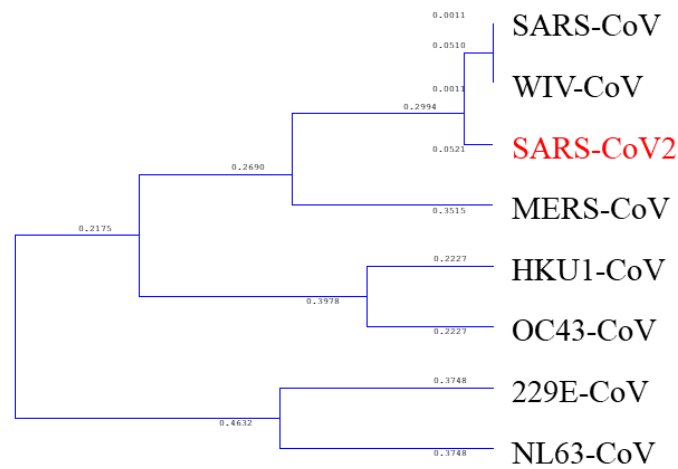 0.0011
SARS-CoV
0.0510
0.0011
WIV-CoV
0.2994
0.0521
SARS-CoV2
0.2690
0.3515
MERS-CoV
0.2175
0.2227
HKU1-CoV
0.3978
0.2227
OC43-CoV
0.3748
229E-CoV
0.4632
0.3748
NL63-CoV